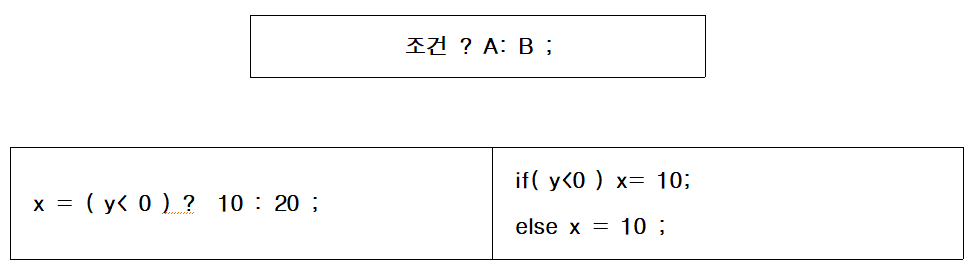 조건 ? A: B ;
x = ( y< 0 ) ? 10 : 20 ;
if( y<0 ) x= 10;
else x = 10 ;